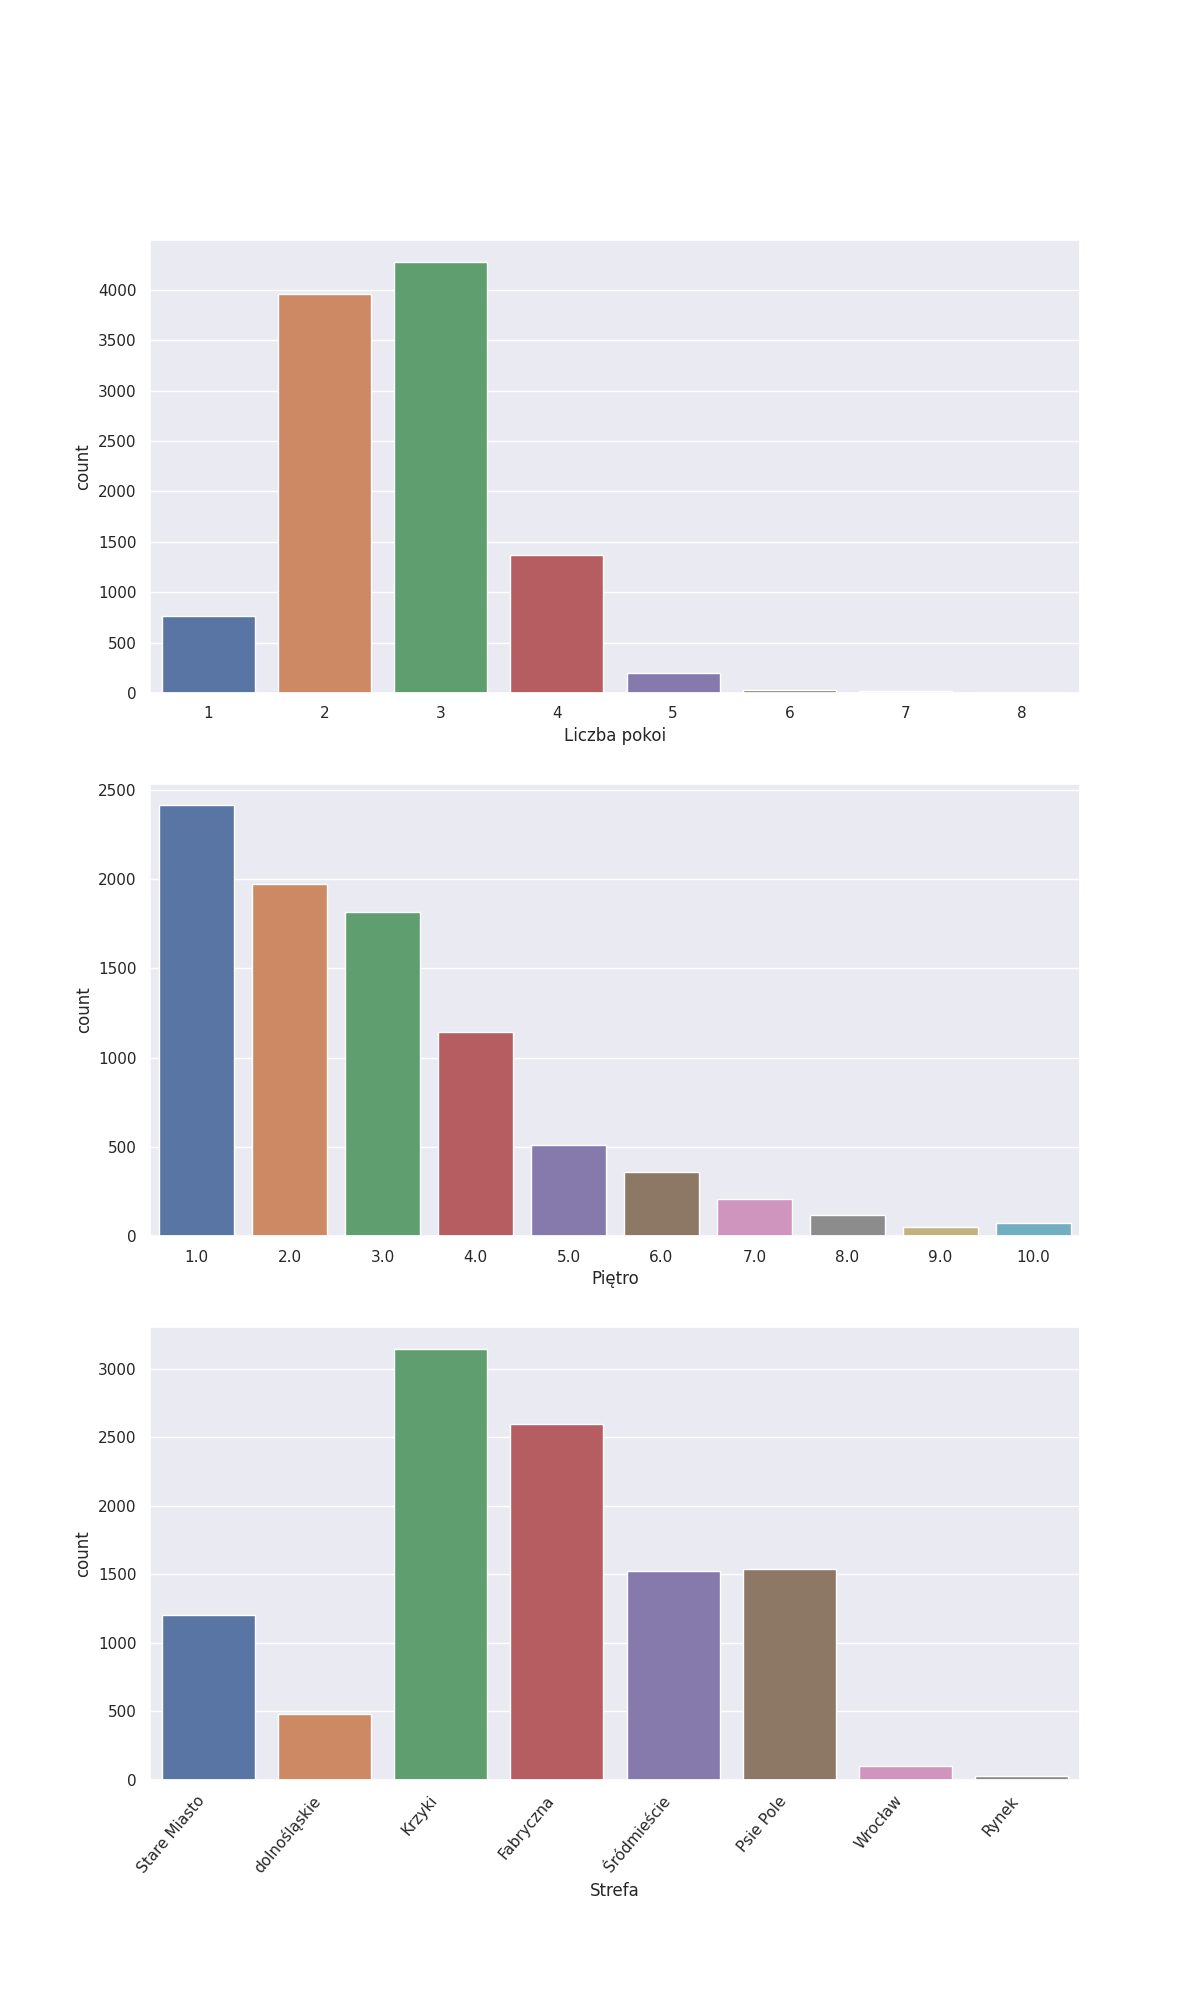 4000
3500
3000
2500
2000
1500
1000
500
0
count
1 2 3 4 5 6 7 8
Liczba pokoi
2500
2000
1500
1000
500
0
count
1.0 2.0 3.0 4.0 5.0 6.0 7.0 8.0 9.0 10.0
Piętro
3000
2500
2000
1500
1000
500
0
count
Stare Miasto
dolnośląskie
Krzyki
Fabryczna
Śródmieście
Psie Pole
Wrocław
Rynek
Strefa